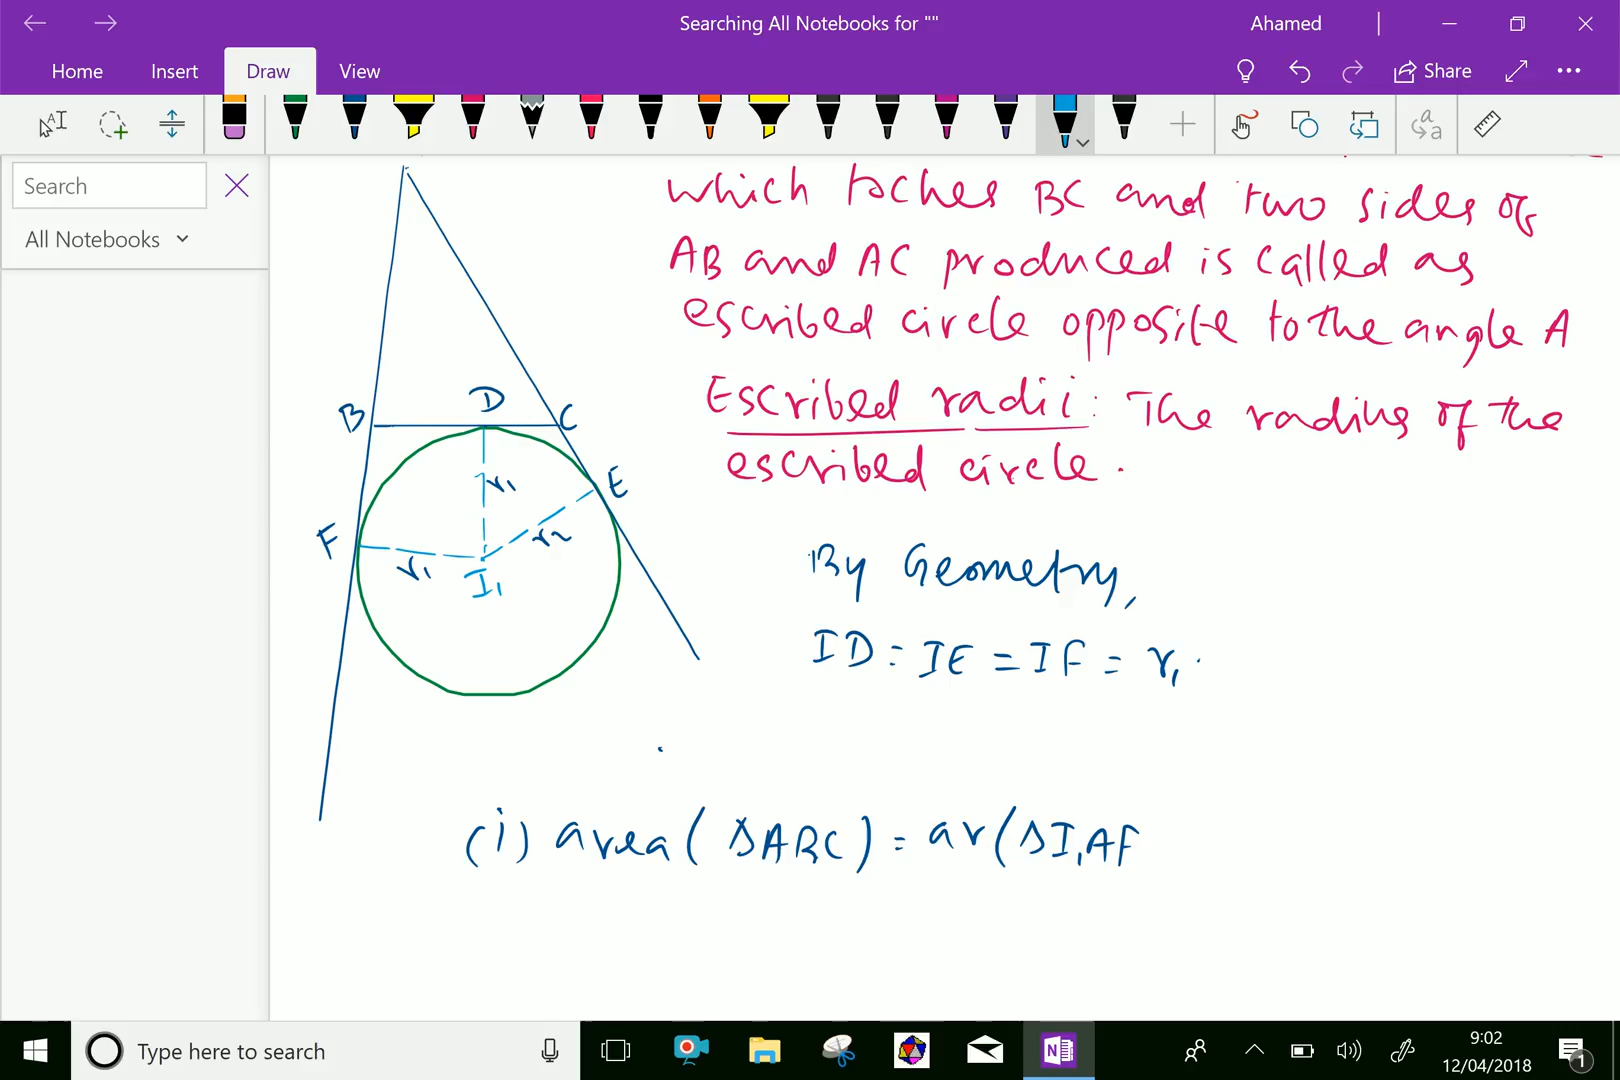 Searching All Notebooks for ""
Ahamed
Home Insert Draw View
Share
Search
All Notebooks
which toches BC and two sides of
AB and AC produced is called as
escribed circle opposite to the angle A
Escribed radii: The radius of the
escribed circle.
B D C
r₁ E
F r₂
r₁ I₁
By Geometry,
ID = IE = IF = r₁.
(i) area(ΔABC) = ar(ΔI₁AF
Type here to search
9:02
12/04/2018
1